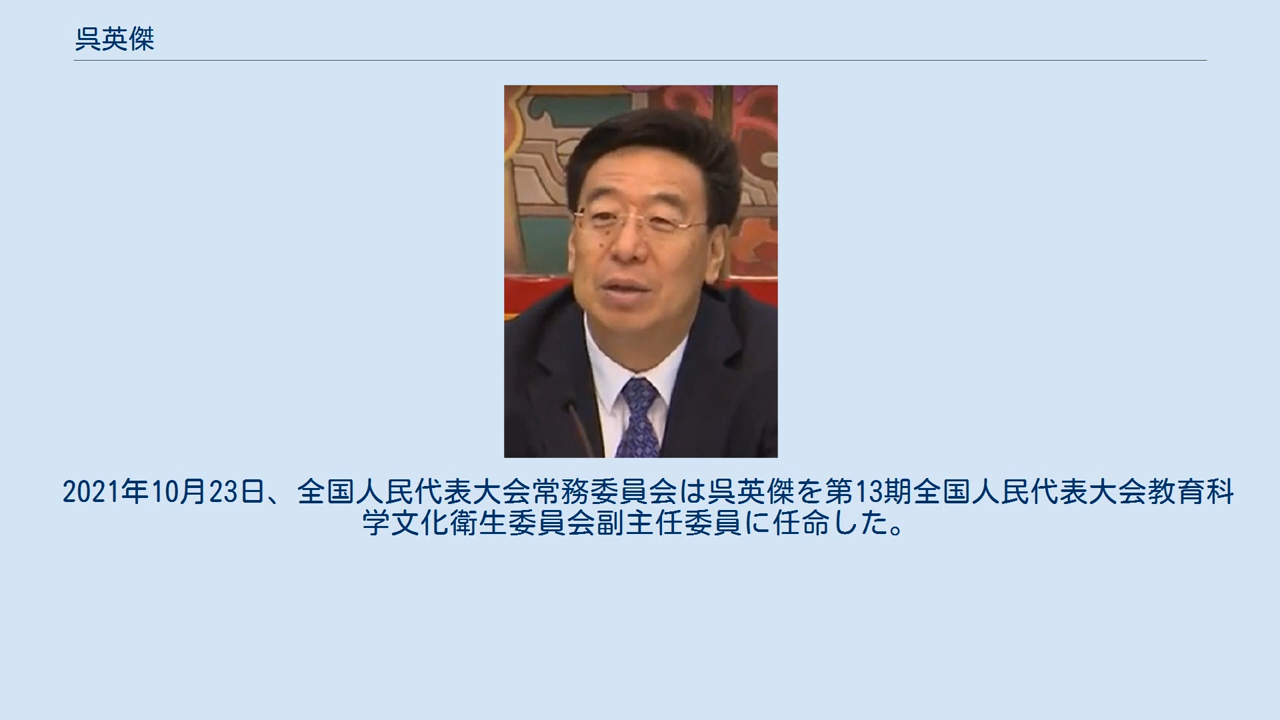 呉英傑
2021年10月23日、全国人民代表大会常務委員会は呉英傑を第13期全国人民代表大会教育科
学文化衛生委員会副主任委員に任命した。